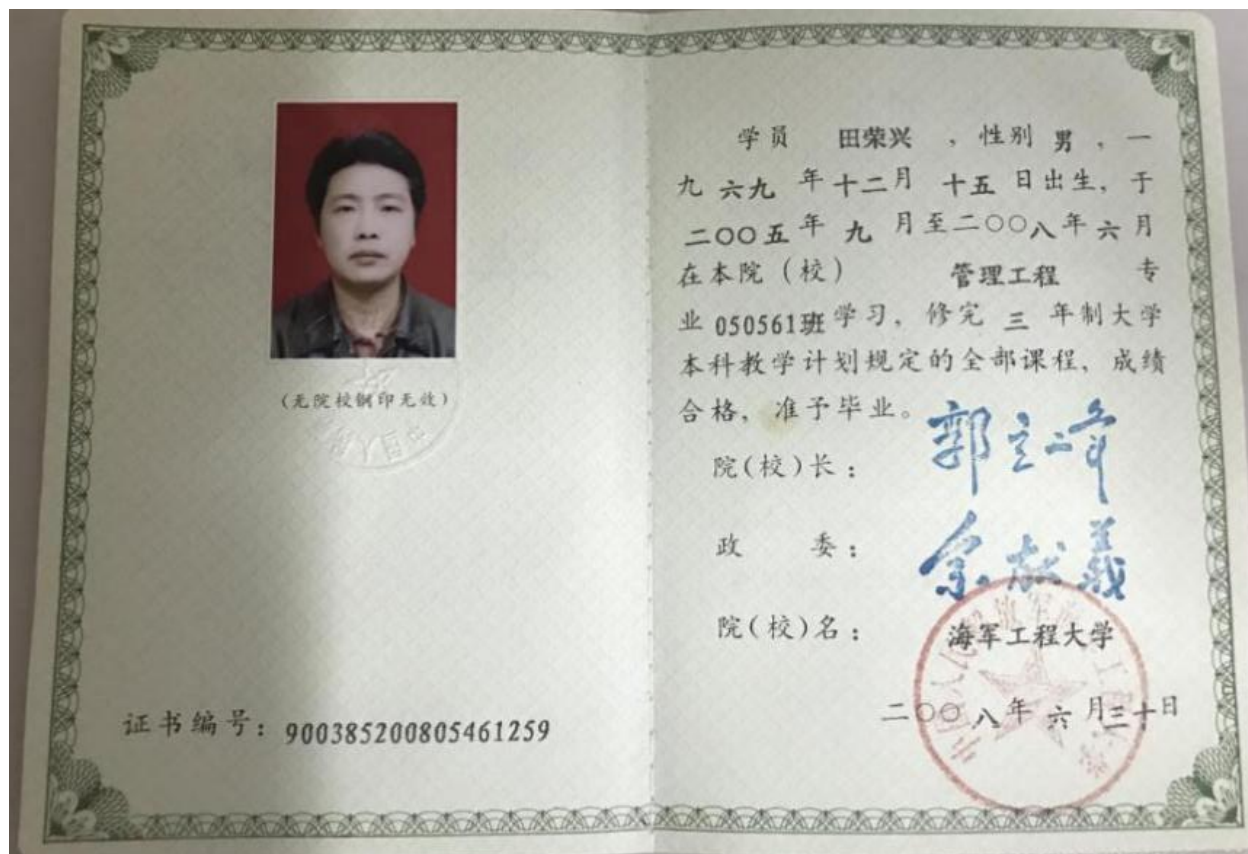 (无院校钢印无效)
证书编号：900385200805461259
学员 田荣兴 ，性别 男 ，一
九 六九 年 十二月 十五 日出生，于
二〇〇五年 九 月至二〇〇八年 六 月
在本院（校） 管理工程 专
业 050561班学习，修完 三 年制大学
本科教学计划规定的全部课程，成绩
合格，准予毕业。
院(校)长：
政 委：
院(校)名： 海军工程大学
二〇〇八年 六 月三十日